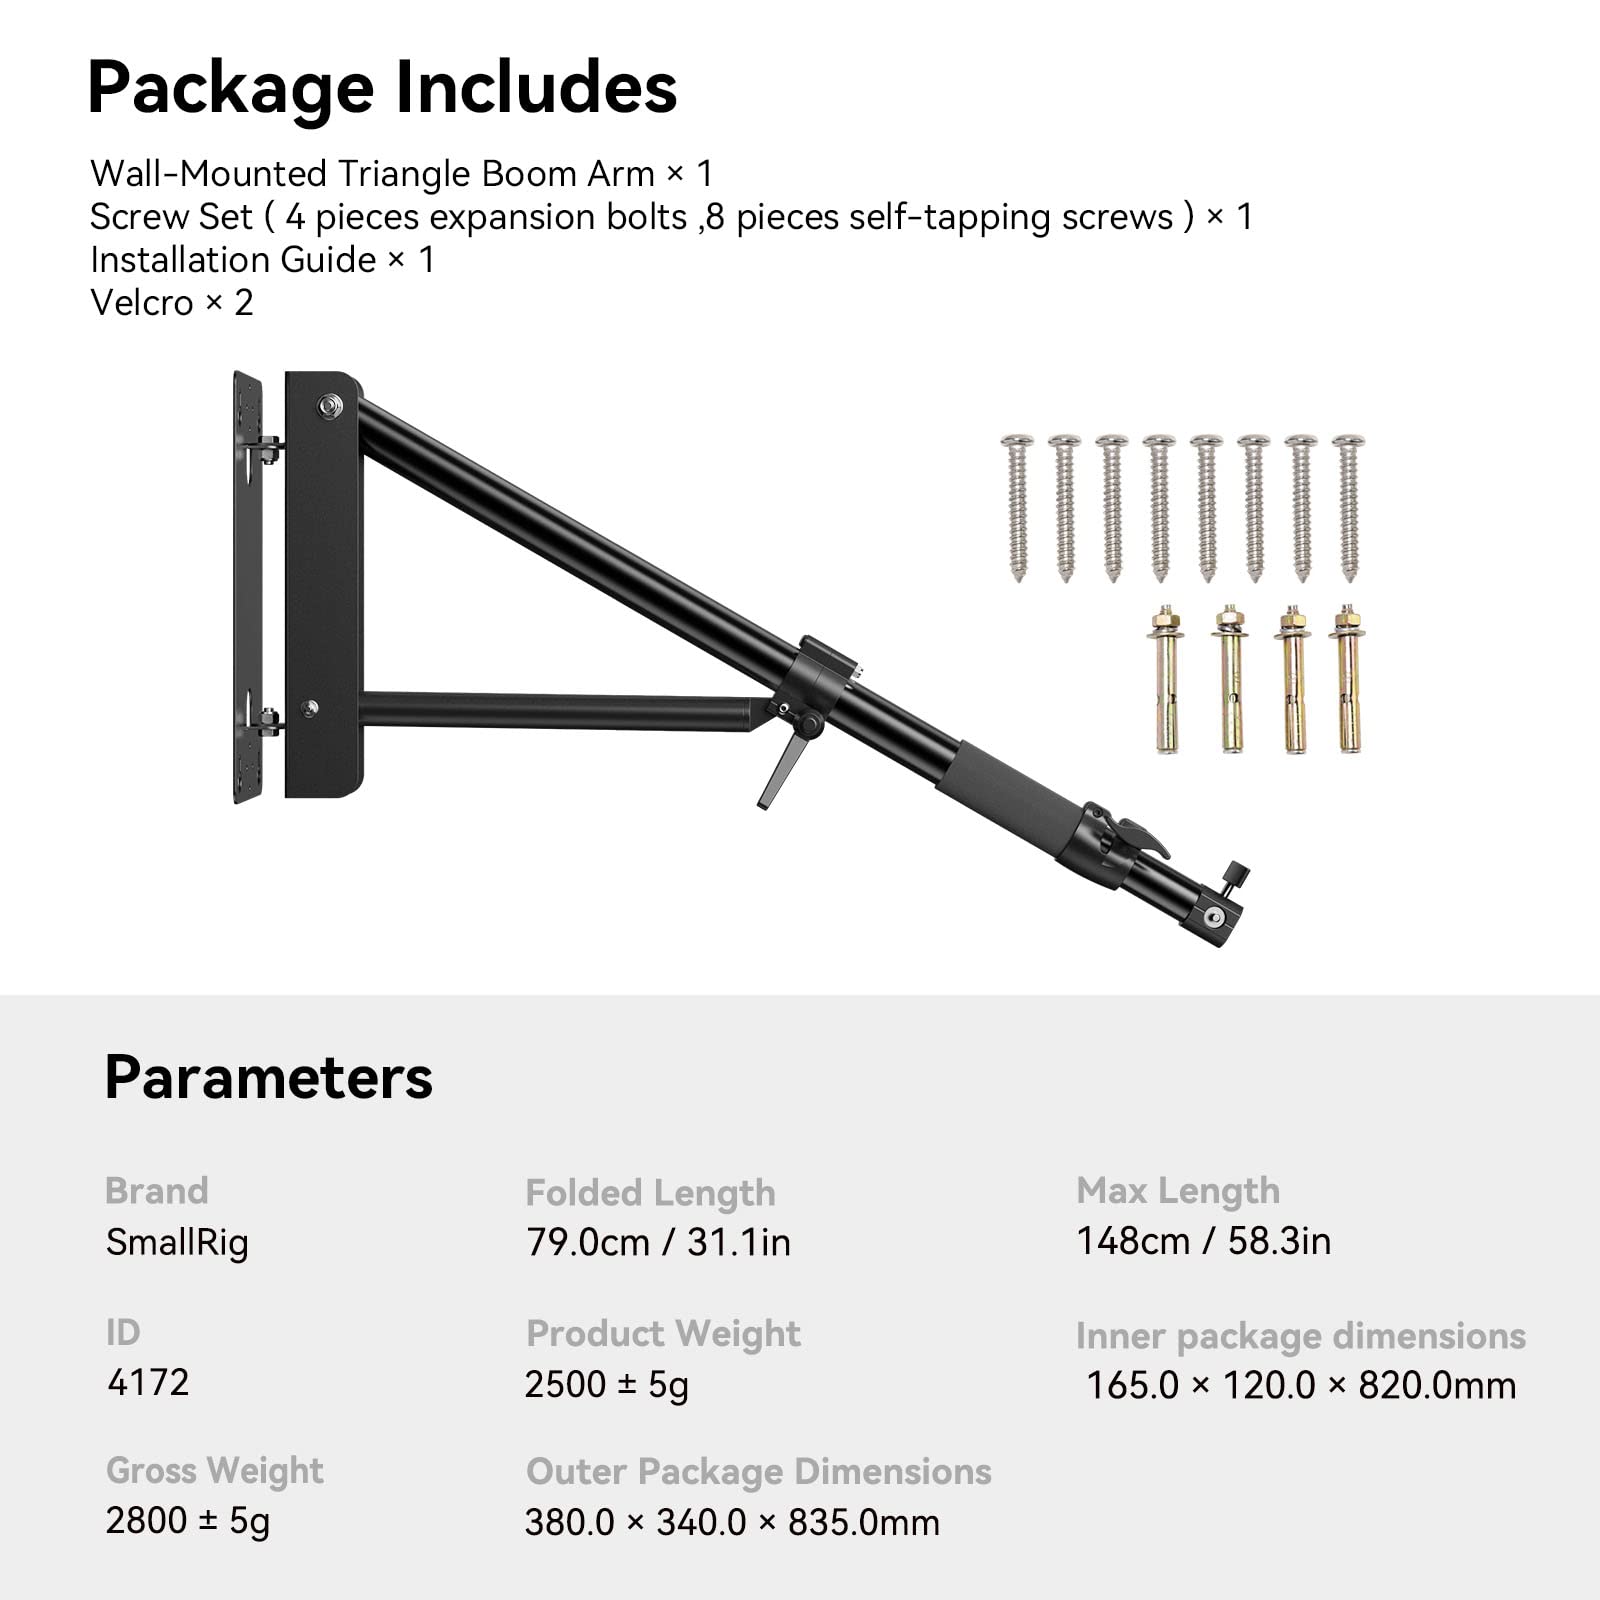 Package Includes
Wall-Mounted Triangle Boom Arm × 1
Screw Set ( 4 pieces expansion bolts ,8 pieces self-tapping screws ) × 1
Installation Guide × 1
Velcro × 2
Parameters
Brand
SmallRig
Folded Length
79.0cm / 31.1in
Max Length
148cm / 58.3in
ID
4172
Product Weight
2500 ± 5g
Inner package dimensions
165.0 × 120.0 × 820.0mm
Gross Weight
2800 ± 5g
Outer Package Dimensions
380.0 × 340.0 × 835.0mm